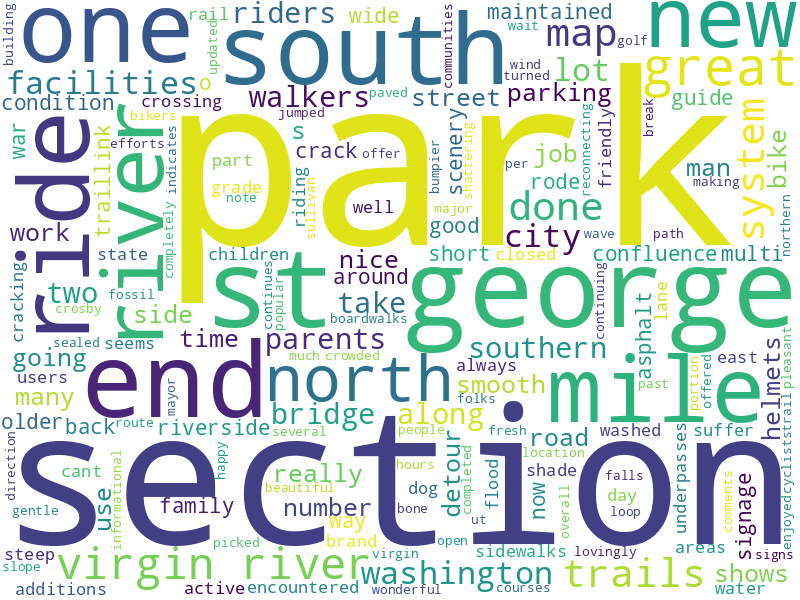 one
south
new
park
section
building
rail
updated
riders
wide
communities
maintained
wait
map
golf
wind
turned
great
facilities
o
condition
crossing
walkers
paved
street
parking
lot
guide
ride
river
war
traillink
bikers
efforts
indicates
jumped
s
crack
offer
bumpier
scenery
shattering
per
job
reconnecting
friendly
break
making
man
system
bike
part
grade
note
riding
sullivan
well
major
good
rode
done
city
wave
path
northern
work
completely
state
children
nice
around
short
closed
confluence
multi
cracking
two
fossil
crosby
side
st
continues
popular
boardwalks
take
george
continuing
asphalt
lane
sealed
seems
time
parents
going
users
many
end
north
much
crowded
always
folks
southern
smooth
mile
past
portion
offered
east
helmets
pleasant
older
back
route
mayor
riverside
bridge
several
along
people
fresh
road
washed
suffer
direction
cant
informational
happy
really
beautiful
hours
detour
completed
flood
location
shade
now
falls
day
loop
underpasses
comments
signage
enjoyed
cyclists
trail
gentle
use
family
number
way
brand
dog
bone
ut
overall
steep
slope
picked
virgin river
virgin
open
sidewalks
lovingly
areas
signs
additions
active
encountered
washington
wonderful
courses
trails
shows
water